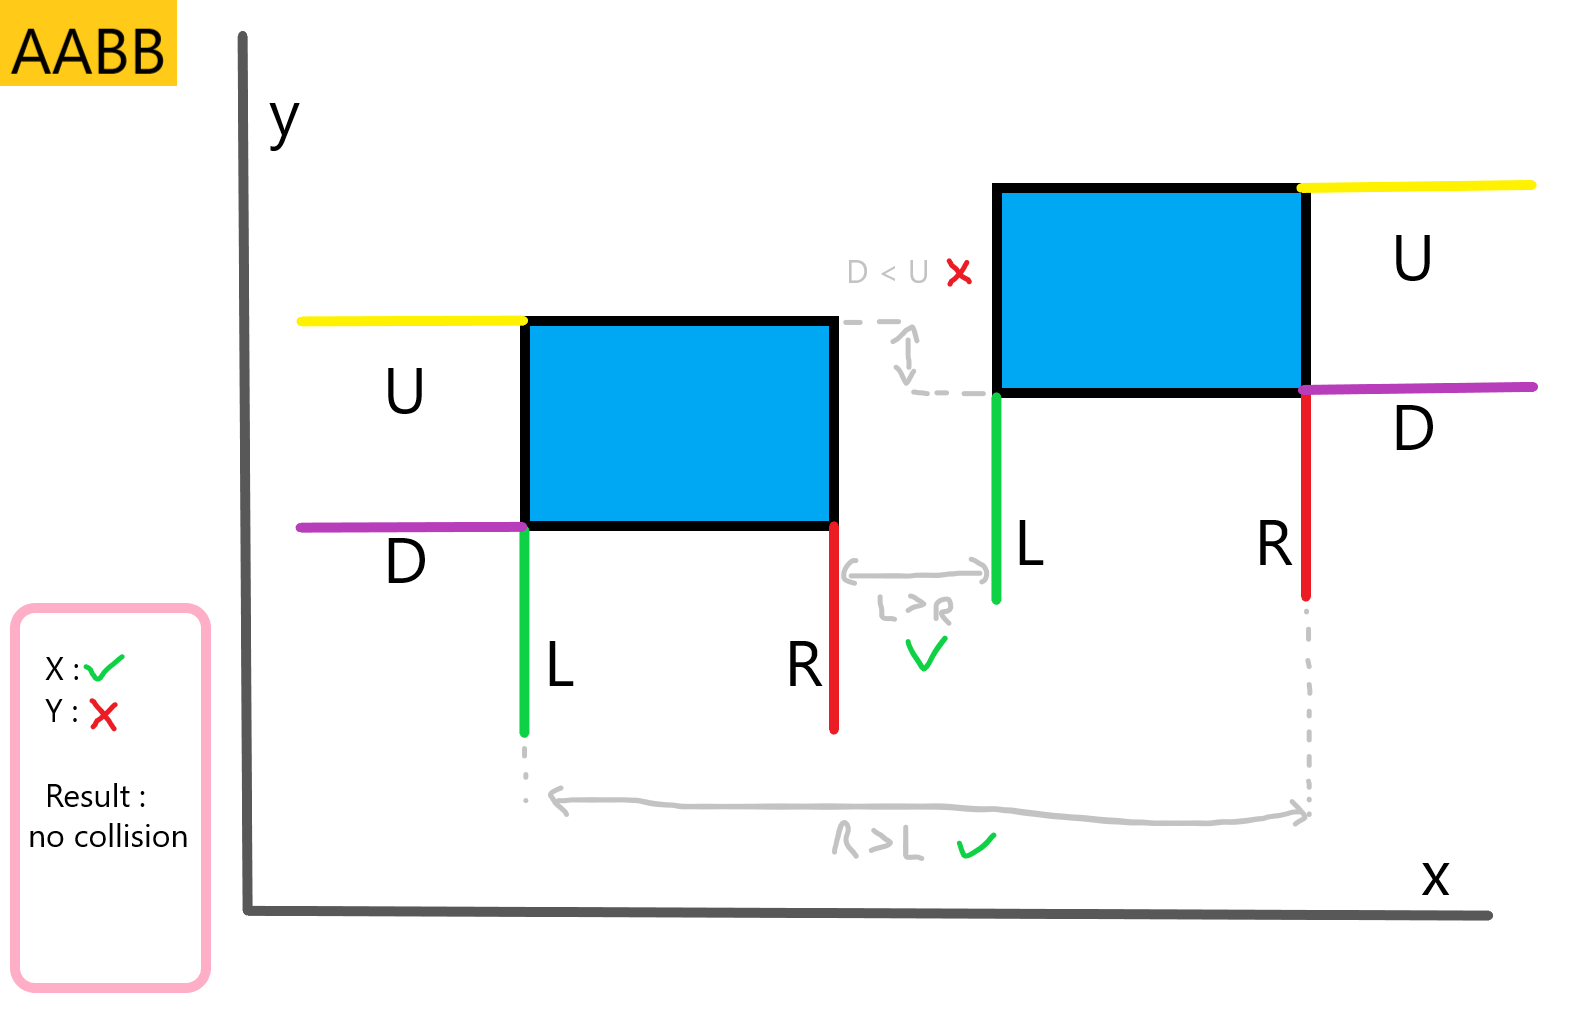 AABB
y
D < U
U
U
D
D
L
R
L > R
L
R
X :
Y :
Result :
no collision
R > L
x